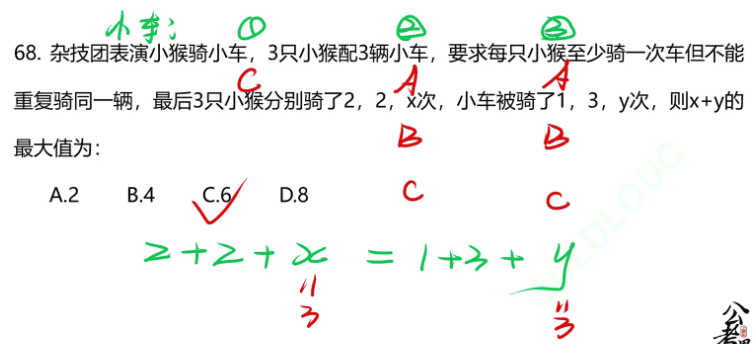 小车: ① ② ③
68. 杂技团表演小猴骑小车，3只小猴配3辆小车，要求每只小猴至少骑一次车但不能
C A A
重复骑同一辆，最后3只小猴分别骑了2，2，x次，小车被骑了1，3，y次，则x+y的
B B
最大值为：
A.2 B.4 C.6 D.8
C C
2+2+x = 1+3+y
" "
3 3
公考